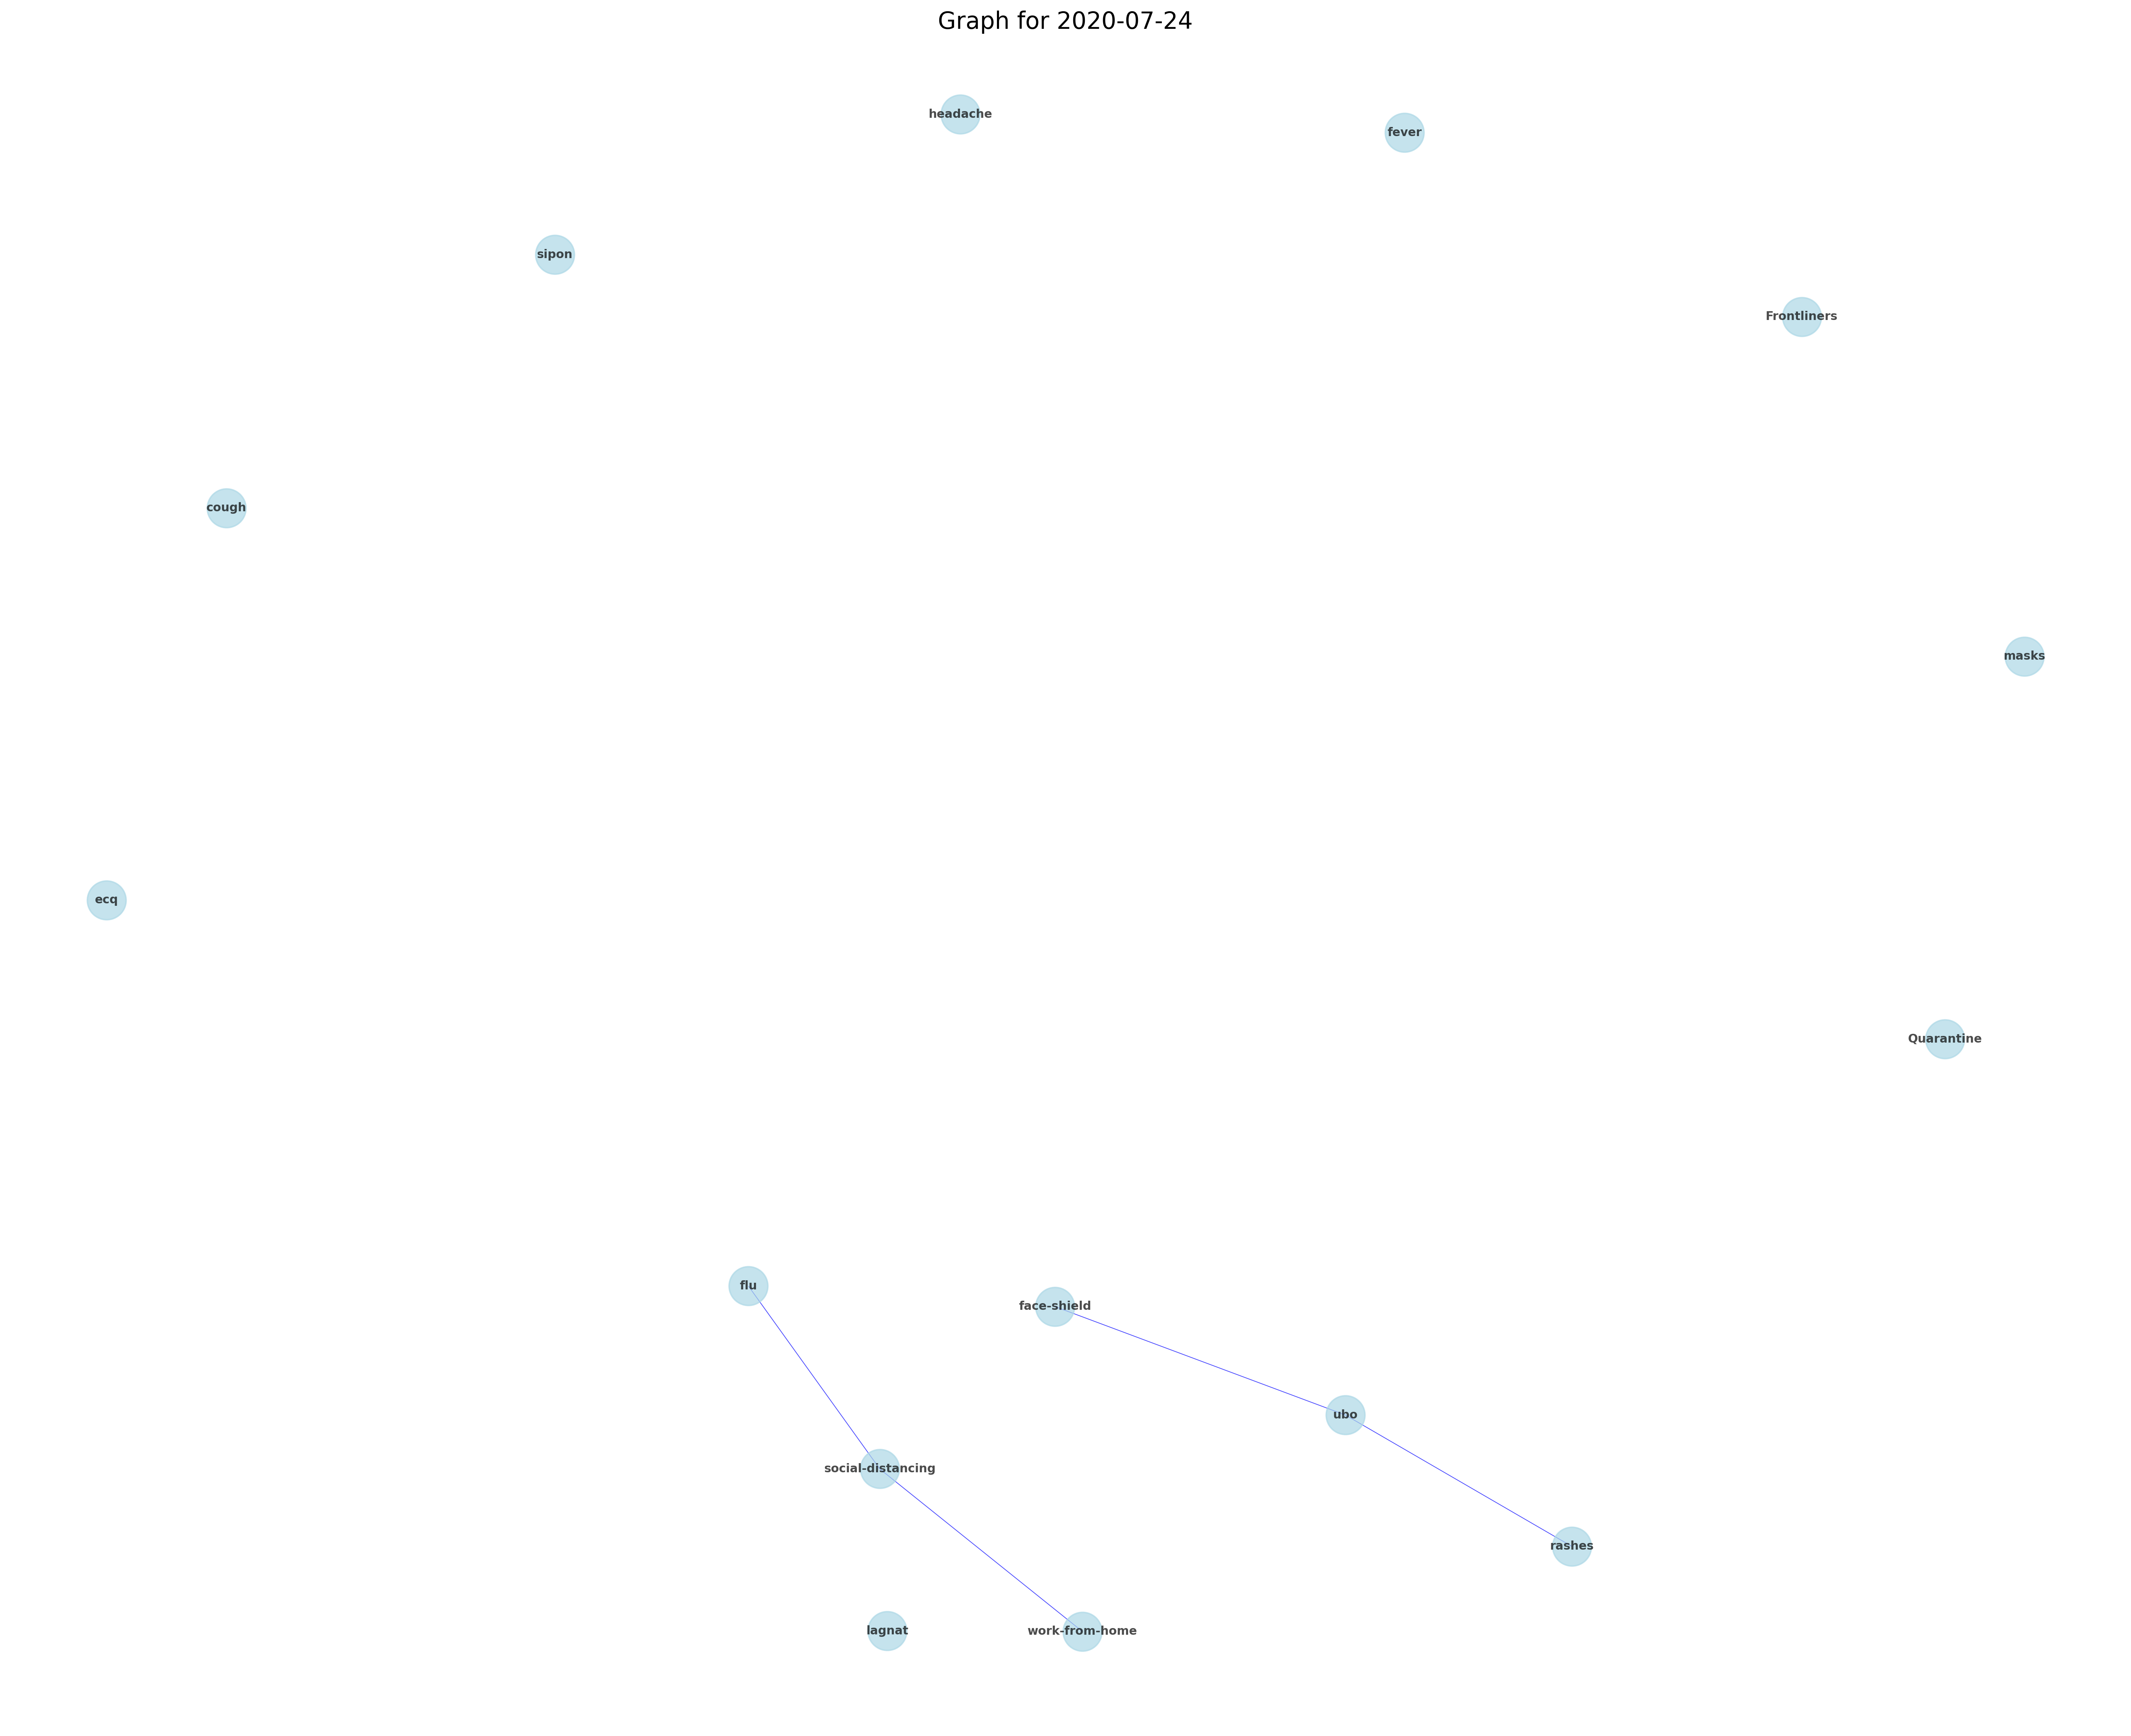 Graph for 2020-07-24
headache
fever
sipon
Frontliners
cough
masks
ecq
Quarantine
flu
face-shield
ubo
social-distancing
rashes
lagnat
work-from-home